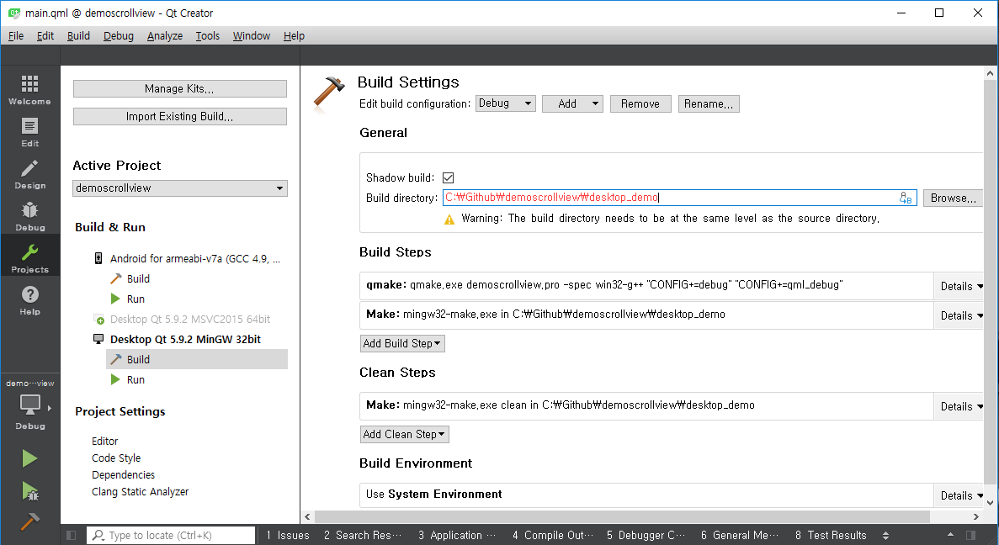 main.qml @ demoscrollview - Qt Creator
File Edit Build Debug Analyze Tools Window Help
Welcome
Edit
Design
Debug
Projects
Help
demo···view
Debug
Manage Kits...
Import Existing Build...
Active Project
demoscrollview
Build & Run
Android for armeabi-v7a (GCC 4.9, ...
Build
Run
Desktop Qt 5.9.2 MSVC2015 64bit
Desktop Qt 5.9.2 MinGW 32bit
Build
Run
Project Settings
Editor
Code Style
Dependencies
Clang Static Analyzer
Build Settings
Edit build configuration: Debug Add Remove Rename...
General
Shadow build:
Build directory: C:₩Github₩demoscrollview₩desktop_demo Browse...
Warning: The build directory needs to be at the same level as the source directory.
Build Steps
qmake: qmake.exe demoscrollview.pro -spec win32-g++ "CONFIG+=debug" "CONFIG+=qml_debug" Details
Make: mingw32-make.exe in C:₩Github₩demoscrollview₩desktop_demo Details
Add Build Step
Clean Steps
Make: mingw32-make.exe clean in C:₩Github₩demoscrollview₩desktop_demo Details
Add Clean Step
Build Environment
Use System Environment Details
Type to locate (Ctrl+K) 1 Issues 2 Search Res··· 3 Application ··· 4 Compile Out··· 5 Debugger C··· 6 General Me··· 8 Test Results